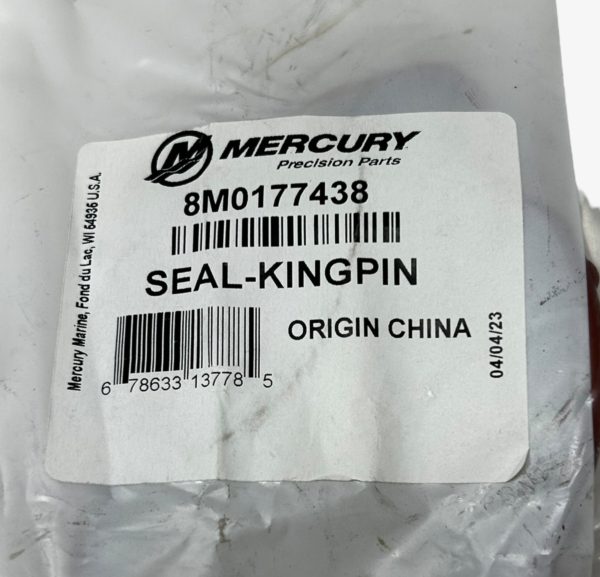 MERCURY
Precision Parts
8M0177438
SEAL-KINGPIN
ORIGIN CHINA
6 78633 13778 5
04/04/23
Mercury Marine, Fond du Lac, WI 54935 U.S.A.